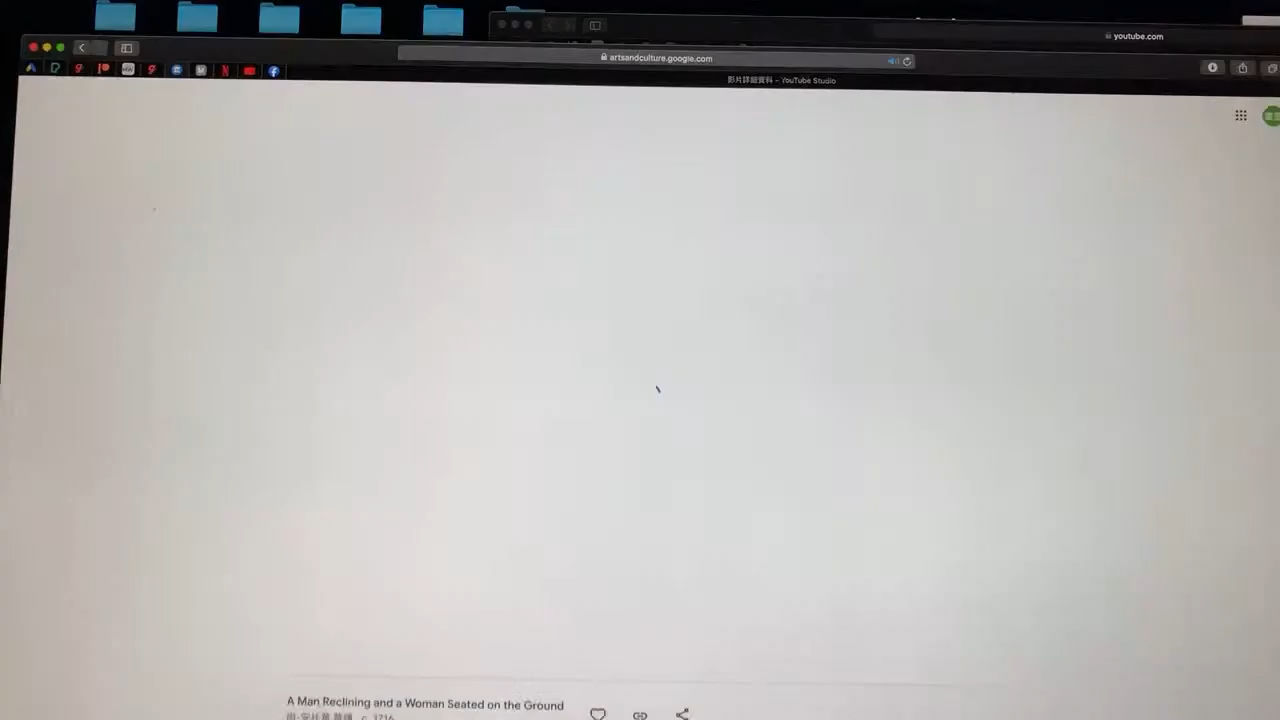 youtube.com
artsandculture.google.com
影片詳細資料 - YouTube Studio
A Man Reclining and a Woman Seated on the Ground
c. 1716